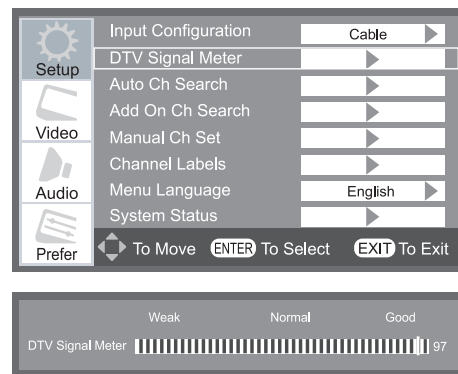 Setup
Video
Audio
Prefer
Input Configuration Cable
DTV Signal Meter
Auto Ch Search
Add On Ch Search
Manual Ch Set
Channel Labels
Menu Language English
System Status
To Move ENTER To Select EXIT To Exit
Weak Normal Good
DTV Signal Meter 97